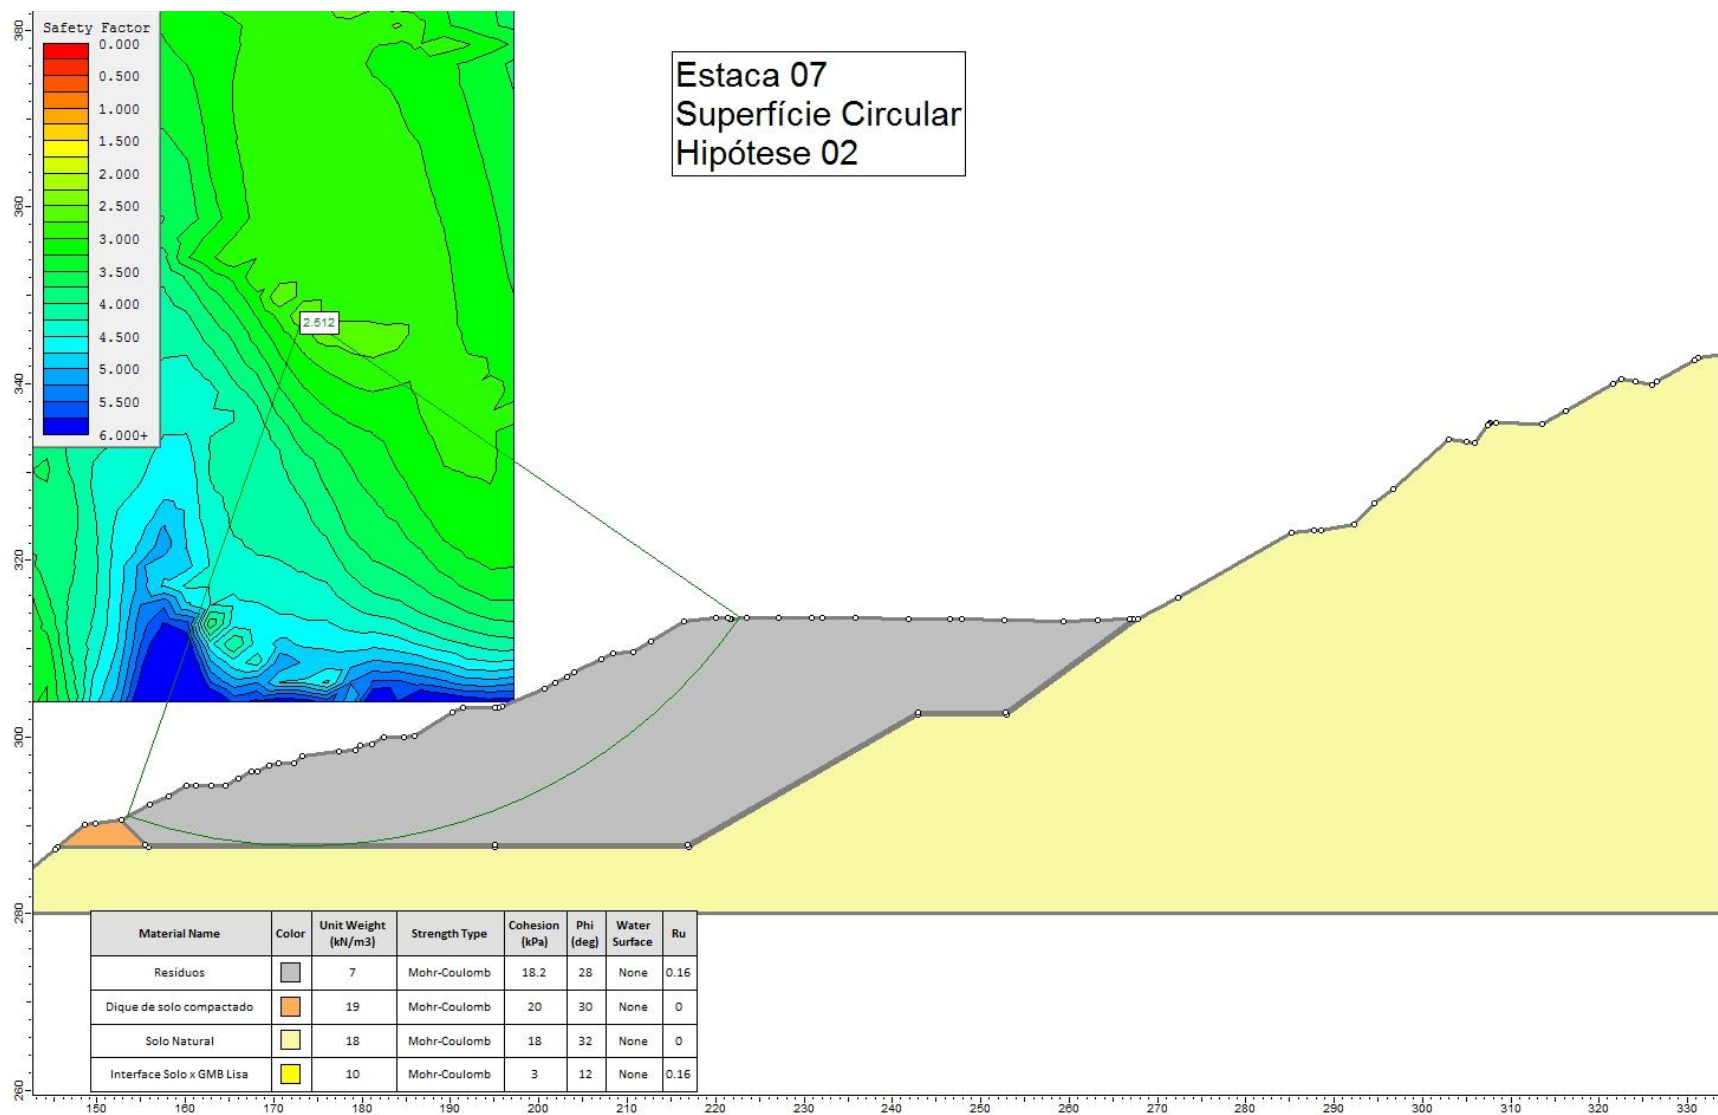 Safety Factor
0.000
0.500
1.000
1.500
2.000
2.500
3.000
3.500
4.000
4.500
5.000
5.500
6.000+
Estaca 07
Superfície Circular
Hipótese 02
2.512
380
360
340
320
300
280
260
Material Name Color Unit Weight (kN/m3) Strength Type Cohesion (kPa) Phi (deg) Water Surface Ru
Resíduos 7 Mohr-Coulomb 18.2 28 None 0.16
Dique de solo compactado 19 Mohr-Coulomb 20 30 None 0
Solo Natural 18 Mohr-Coulomb 18 32 None 0
Interface Solo x GMB Lisa 10 Mohr-Coulomb 3 12 None 0.16
150 160 170 180 190 200 210 220 230 240 250 260 270 280 290 300 310 320 330